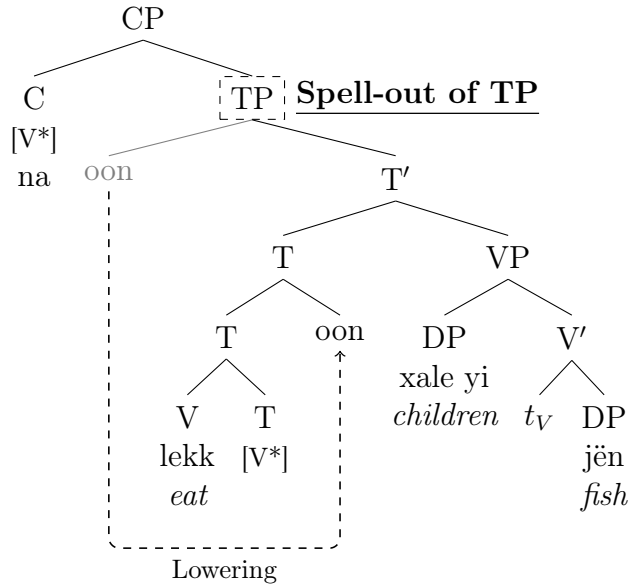 CP
C TP Spell-out of TP
[V*]
na oon T′
T VP
T oon DP V′
xale yi
V T children tV DP
lekk [V*] jën
eat fish
Lowering